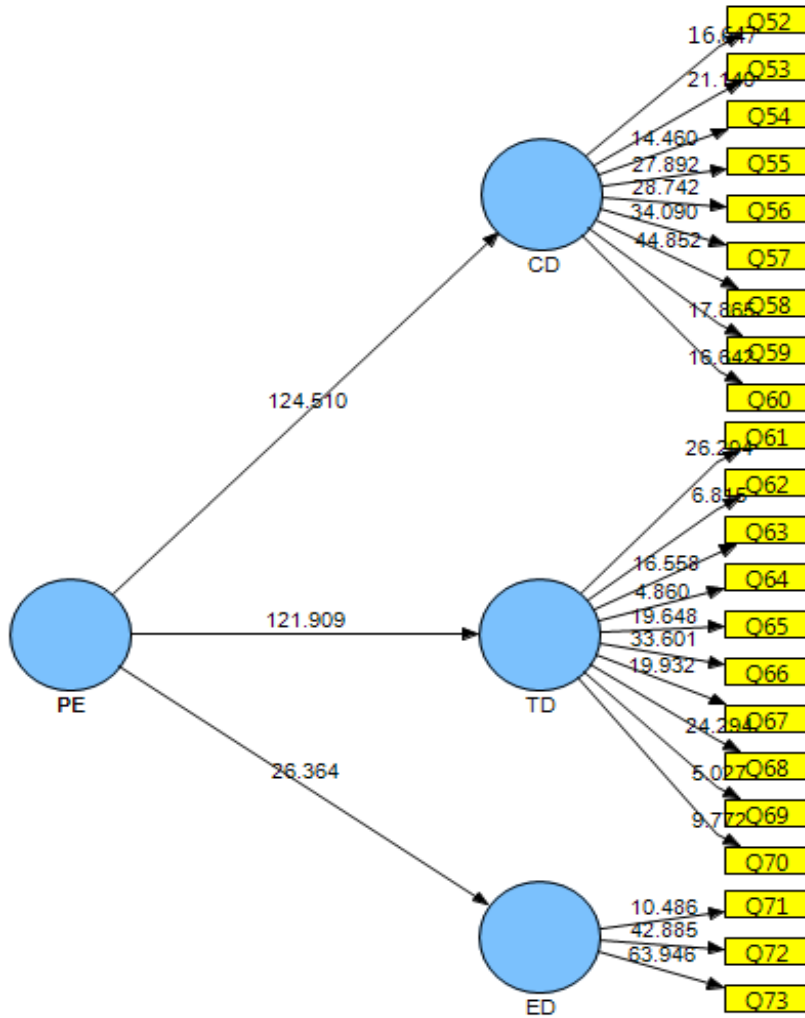 Q52
16.647
Q53
21.140
Q54
14.460
Q55
27.892
28.742
Q56
34.090
44.852
Q57
CD
Q58
17.865
Q59
16.642
Q60
124.510
Q61
26.294
Q62
6.815
Q63
16.558
Q64
4.860
19.648
Q65
121.909
33.601
Q66
19.932
PE
TD
Q67
24.294
Q68
26.364
5.027
Q69
9.772
Q70
Q71
10.486
42.885
Q72
63.946
Q73
ED